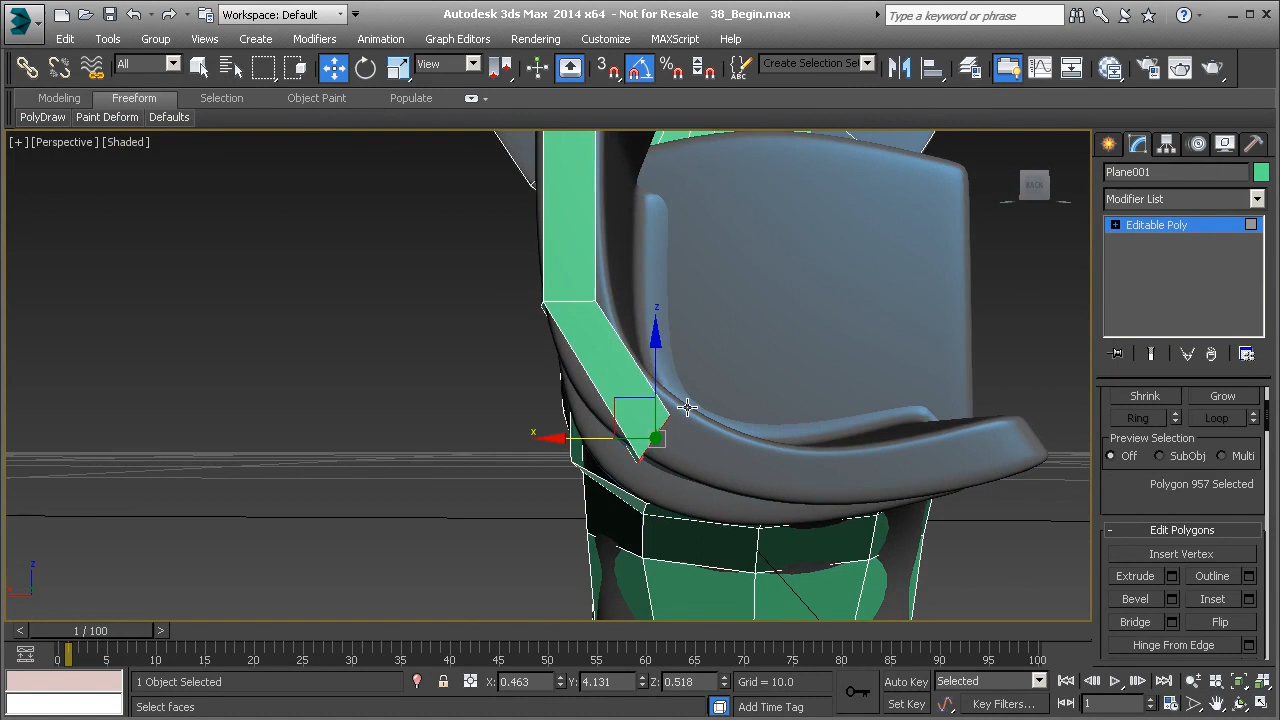 Workspace: Default
Autodesk 3ds Max 2014 x64 - Not for Resale 38_Begin.max
Type a keyword or phrase
Edit Tools Group Views Create Modifiers Animation Graph Editors Rendering Customize MAXScript Help
All
View
3
%
ABC
Create Selection Se
Modeling Freeform Selection Object Paint Populate
PolyDraw Paint Deform Defaults
[+][Perspective][Shaded]
BACK
Plane001
Modifier List
Editable Poly
z
x
z
Shrink Grow
Ring Loop
Preview Selection
Off SubObj Multi
Polygon 957 Selected
- Edit Polygons
Insert Vertex
Extrude Outline
Bevel Inset
Bridge Flip
Hinge From Edge
< 1 / 100 >
0 5 10 15 20 25 30 35 40 45 50 55 60 65 70 75 80 85 90 95 100
1 Object Selected X: 0.463 Y: 4.131 Z: 0.518 Grid = 10.0 Auto Key Selected
Select faces Add Time Tag Set Key Key Filters... 1